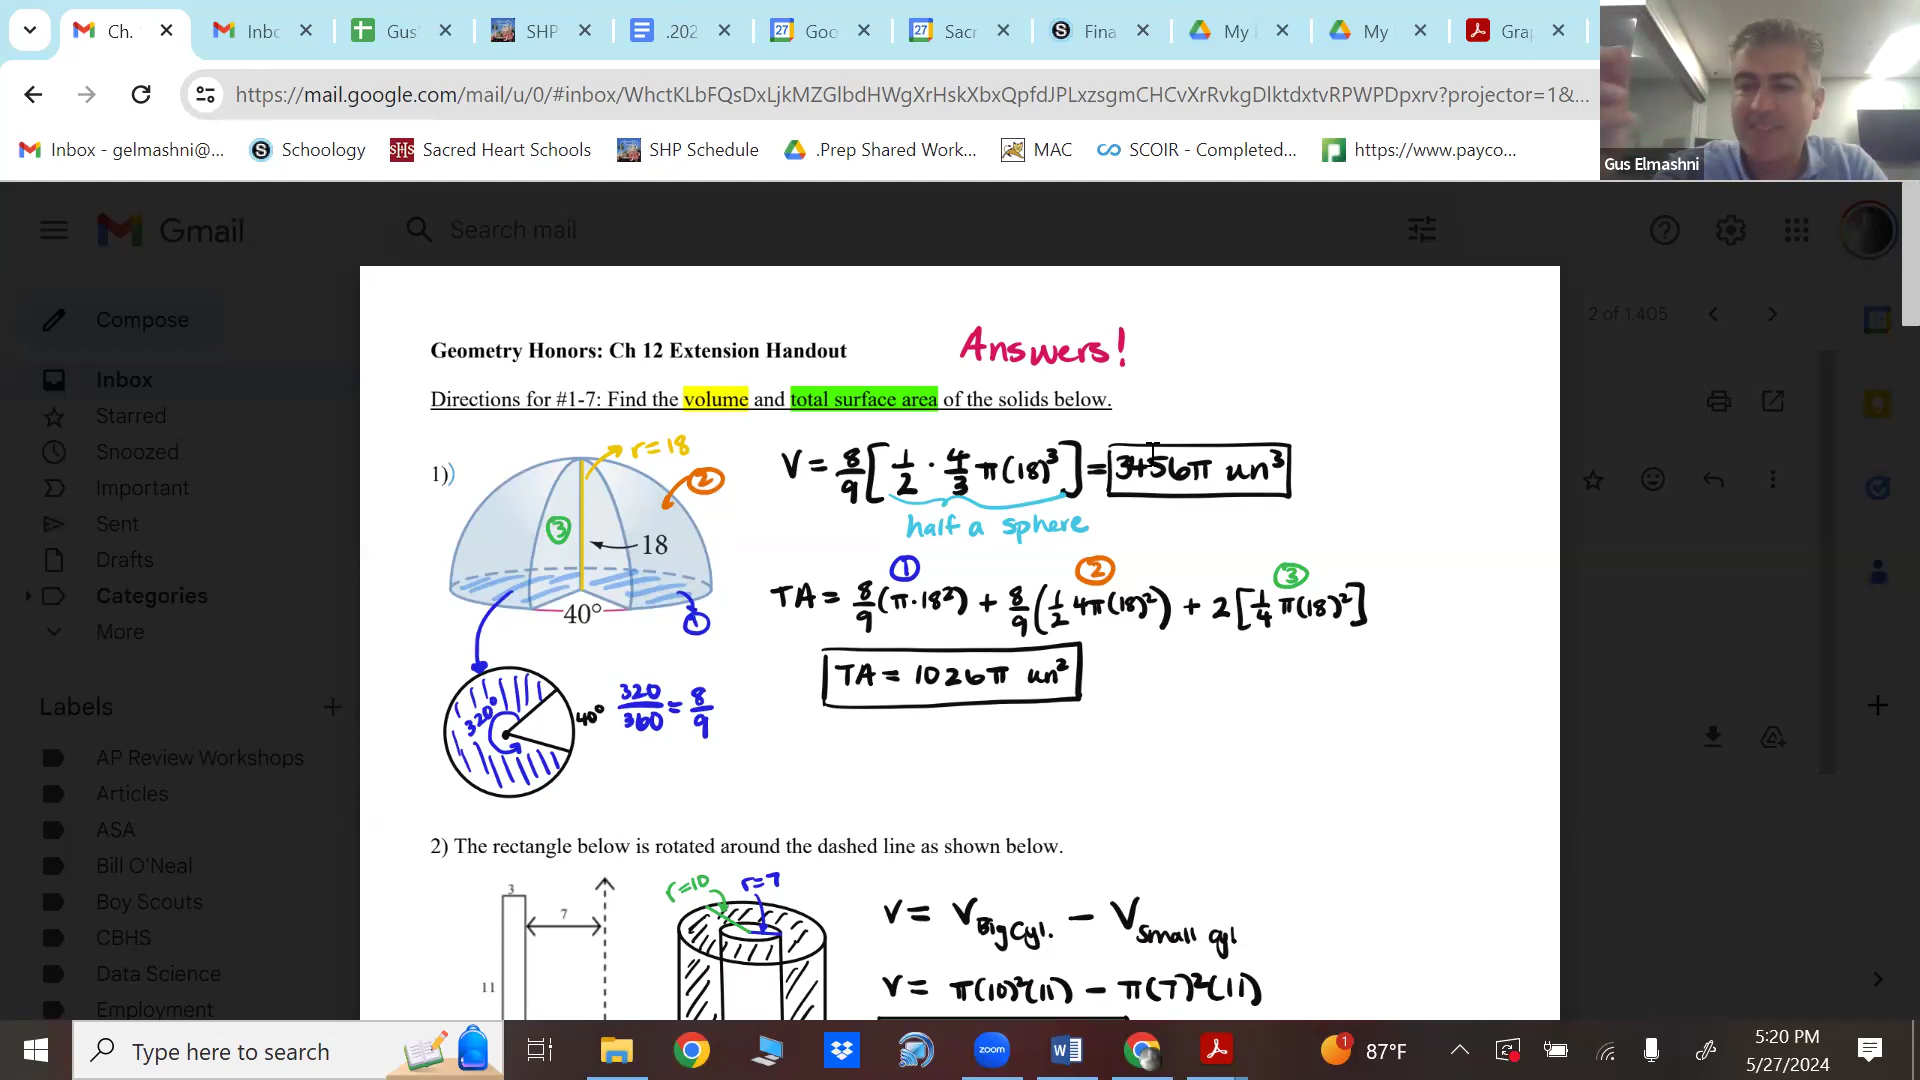 Ch.
Inbo
Gus'
SHP
.202
Goo
Sacr
Fina
My
My
Gra
https://mail.google.com/mail/u/0/#inbox/WhctKLbFQsDxLjkMZGlbdHWgXrHskXbxQpfdJPLxzsgmCHCvXrRvkgDlktdxtvRPWPDpxrv?projector=1&...
Inbox - gelmashni@...
Schoology
SHS
Sacred Heart Schools
SHP Schedule
.Prep Shared Work...
MAC
SCOIR - Completed...
https://www.payco...
Gus Elmashni
Gmail
Search mail
Compose
2 of 1.405
Inbox
Starred
Snoozed
Important
Sent
Drafts
Categories
More
Labels
AP Review Workshops
Articles
ASA
Bill O'Neal
Boy Scouts
CBHS
Data Science
Employment
Geometry Honors: Ch 12 Extension Handout
Answers!
Directions for #1-7: Find the volume and total surface area of the solids below.
1)
r=18
2
3
18
40°
1
V = 8/9 [1/2 · 4/3 π(18)³] = 3456π un³
half a sphere
1 2 3
TA = 8/9 (π·18²) + 8/9 (1/2 4π(18)²) + 2[1/4 π(18)²]
TA = 1026π un²
320°
40°
320/360 = 8/9
2) The rectangle below is rotated around the dashed line as shown below.
3
7
11
r=10
r=7
V = V Big Cyl. − V small cyl
V = π(10)²(11) − π(7)²(11)
Type here to search
zoom
1
87°F
5:20 PM
5/27/2024